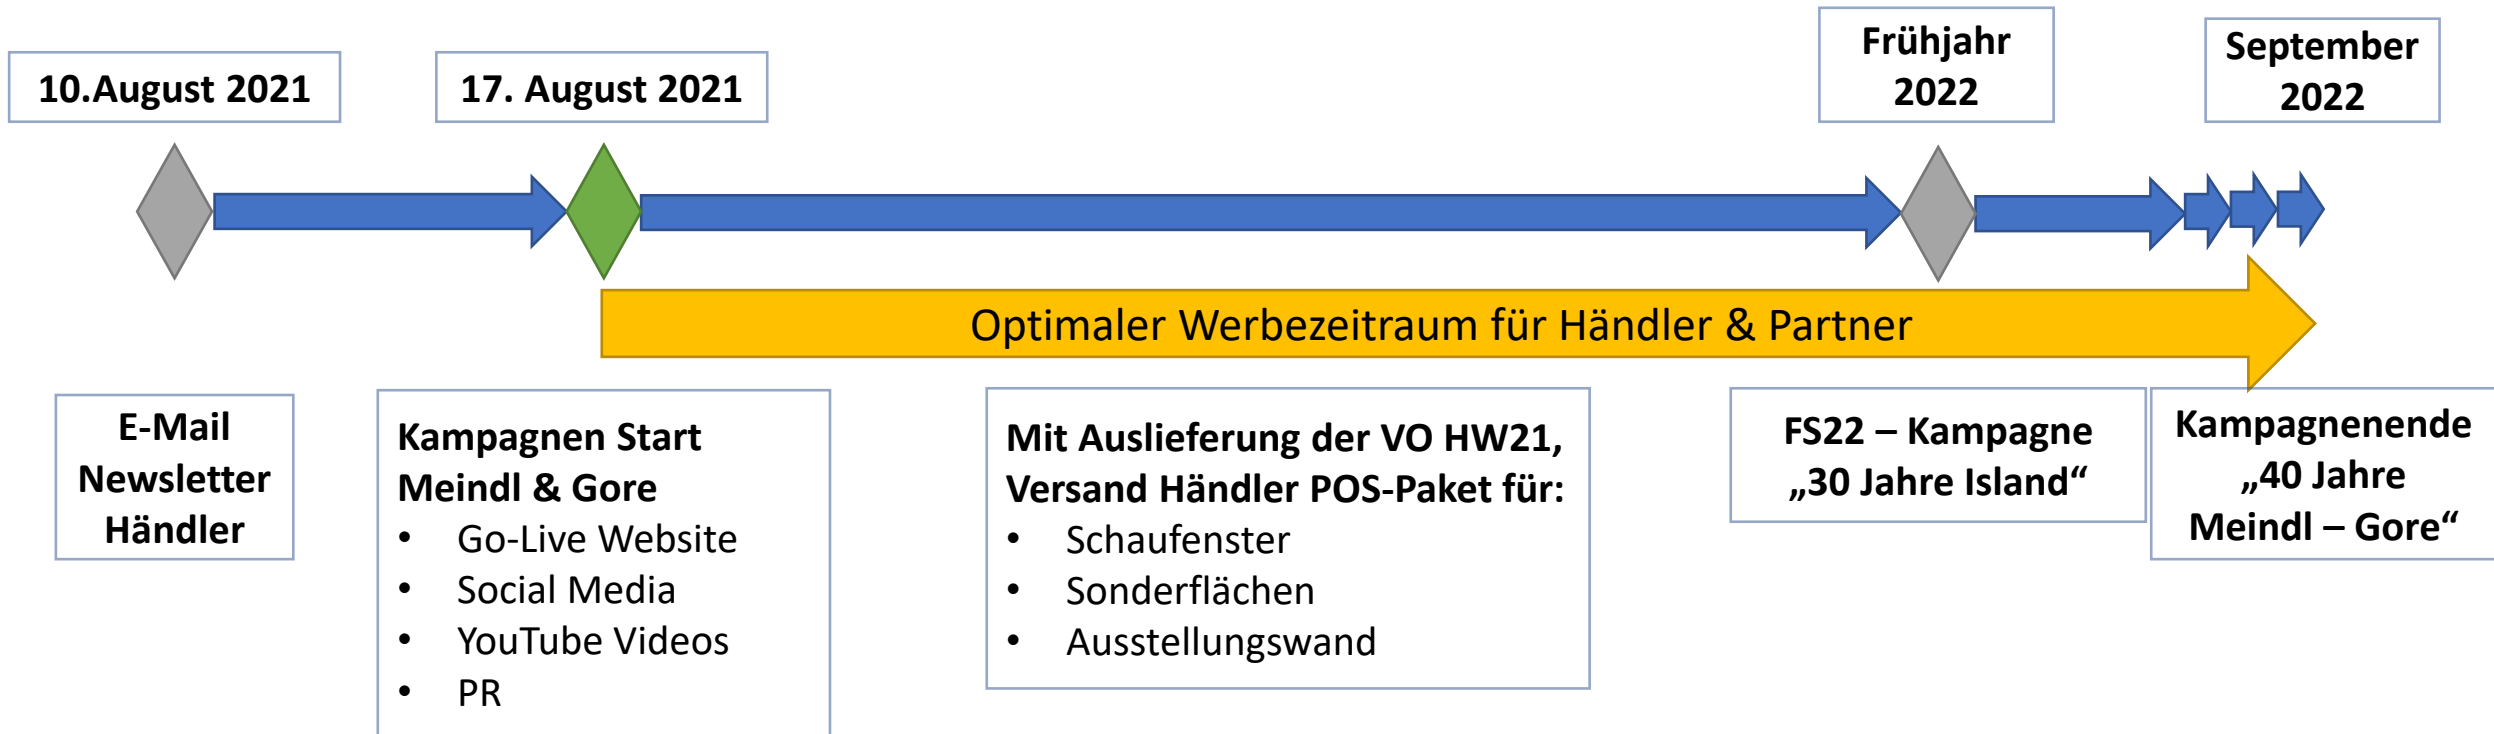 10.August 2021
17. August 2021
Frühjahr
2022
September
2022
Optimaler Werbezeitraum für Händler & Partner
E-Mail
Newsletter
Händler
Kampagnen Start
Meindl & Gore
• Go-Live Website
• Social Media
• YouTube Videos
• PR
Mit Auslieferung der VO HW21,
Versand Händler POS-Paket für:
• Schaufenster
• Sonderflächen
• Ausstellungswand
FS22 – Kampagne
„30 Jahre Island“
Kampagnenende
„40 Jahre
Meindl – Gore“